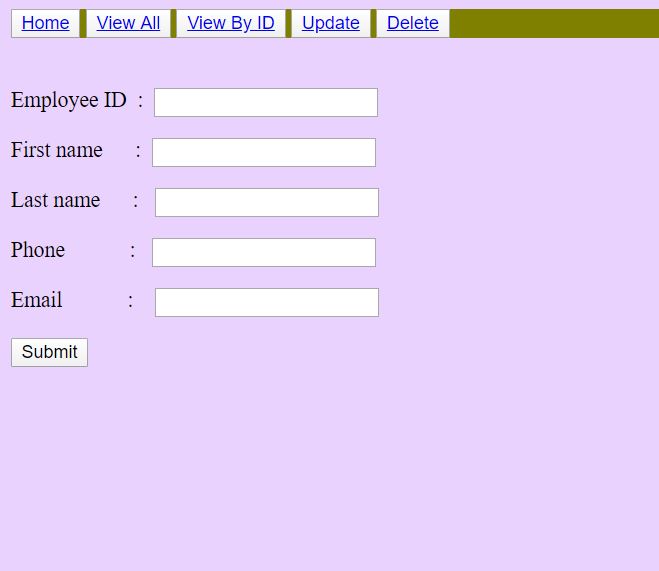 Home View All View By ID Update Delete
Employee ID :
First name :
Last name :
Phone :
Email :
Submit